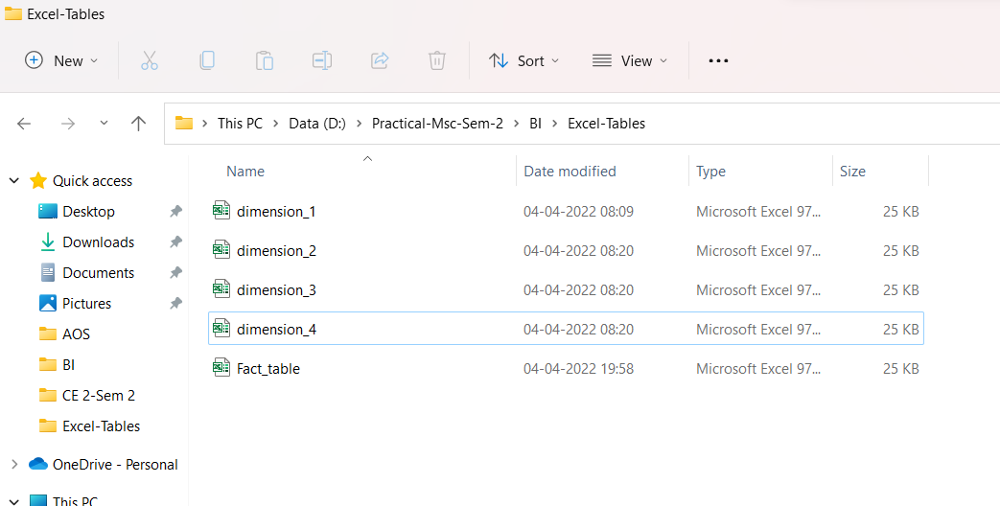 Excel-Tables
New Sort View
This PC Data (D:) Practical-Msc-Sem-2 BI Excel-Tables
Name Date modified Type Size
Quick access
Desktop
Downloads
Documents
Pictures
AOS
BI
CE 2-Sem 2
Excel-Tables
OneDrive - Personal
This PC
dimension_1 04-04-2022 08:09 Microsoft Excel 97... 25 KB
dimension_2 04-04-2022 08:20 Microsoft Excel 97... 25 KB
dimension_3 04-04-2022 08:20 Microsoft Excel 97... 25 KB
dimension_4 04-04-2022 08:20 Microsoft Excel 97... 25 KB
Fact_table 04-04-2022 19:58 Microsoft Excel 97... 25 KB